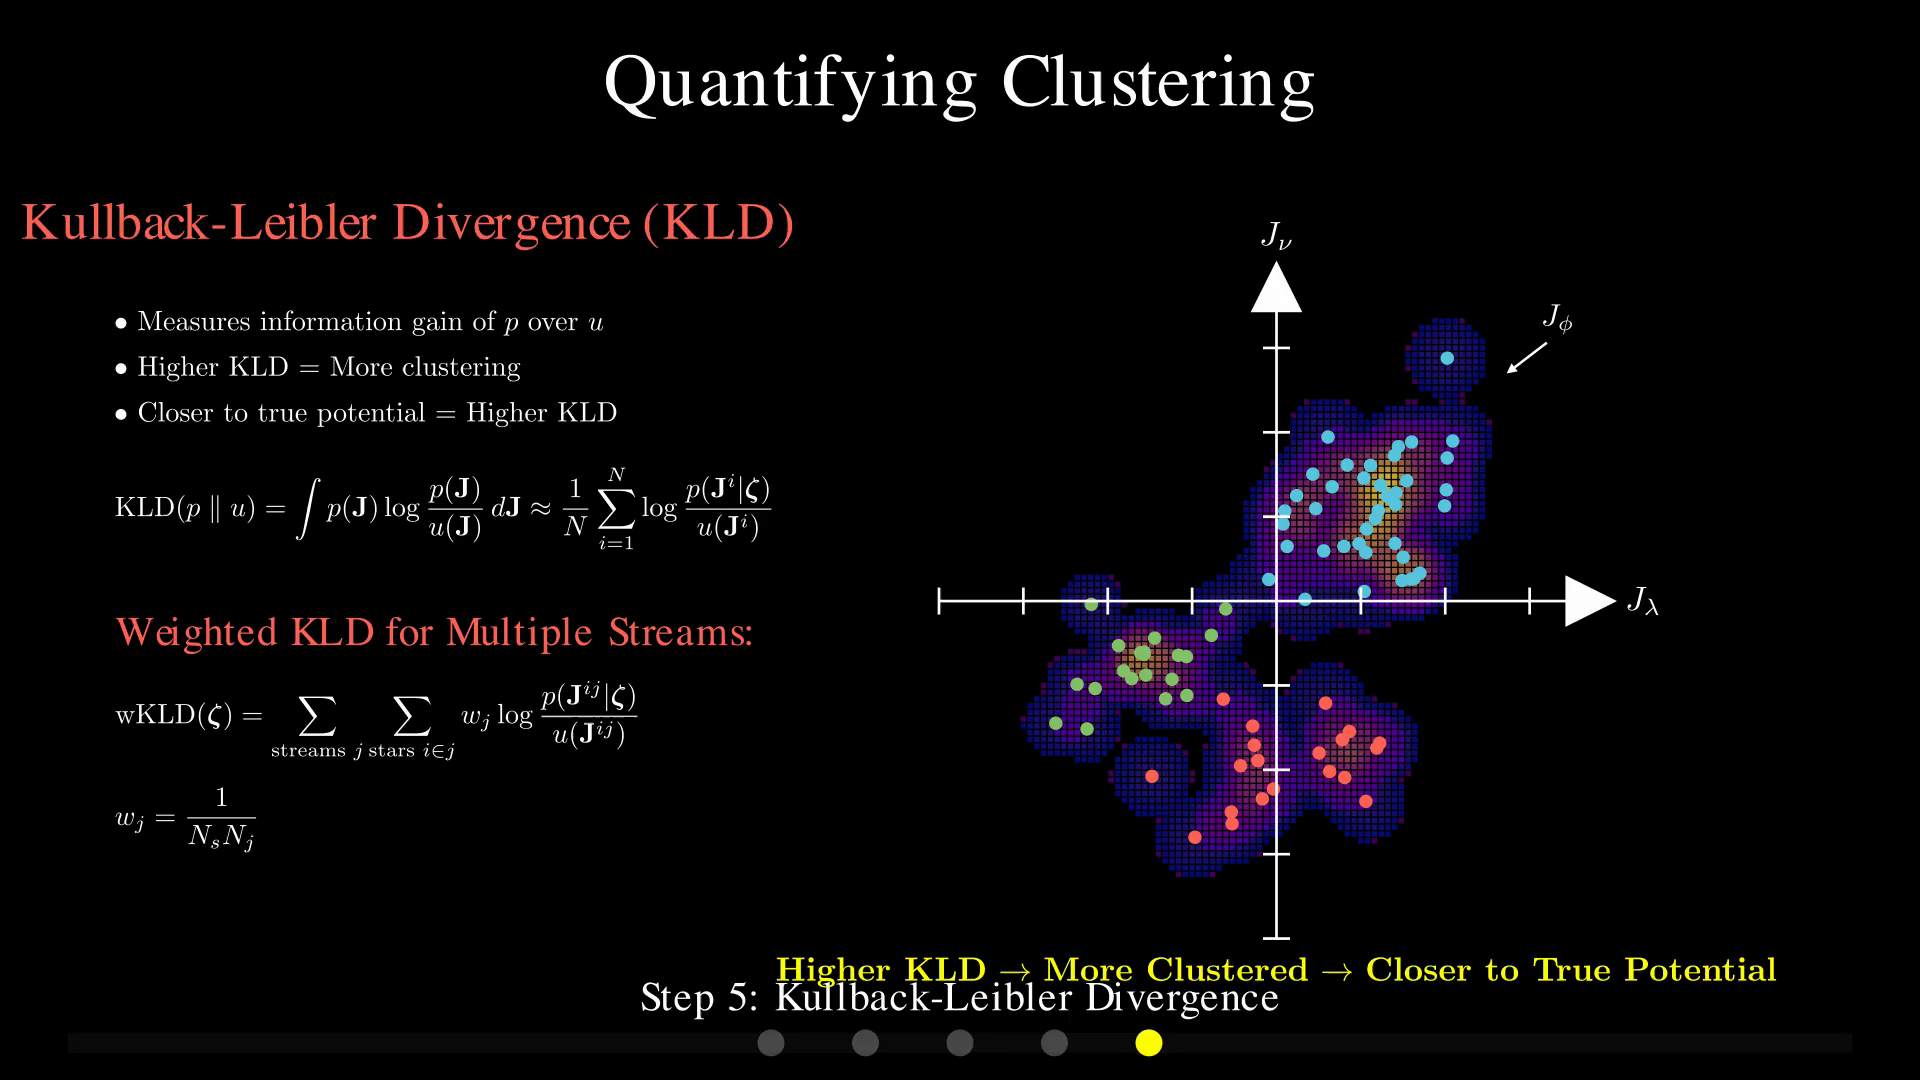 Quantifying Clustering
Kullback-Leibler Divergence (KLD)
• Measures information gain of p over u
• Higher KLD = More clustering
• Closer to true potential = Higher KLD
KLD(p ∥ u) = ∫ p(𝐉) log p(𝐉)/u(𝐉) d𝐉 ≈ 1/N ∑_{i=1}^{N} log p(𝐉^i|𝜻)/u(𝐉^i)
Weighted KLD for Multiple Streams:
wKLD(𝜻) = ∑_{streams j} ∑_{stars i∈j} w_j log p(𝐉^{ij}|𝜻)/u(𝐉^{ij})
w_j = 1/(N_s N_j)
J_ν
J_ϕ
J_λ
Higher KLD → More Clustered → Closer to True Potential
Step 5: Kullback-Leibler Divergence